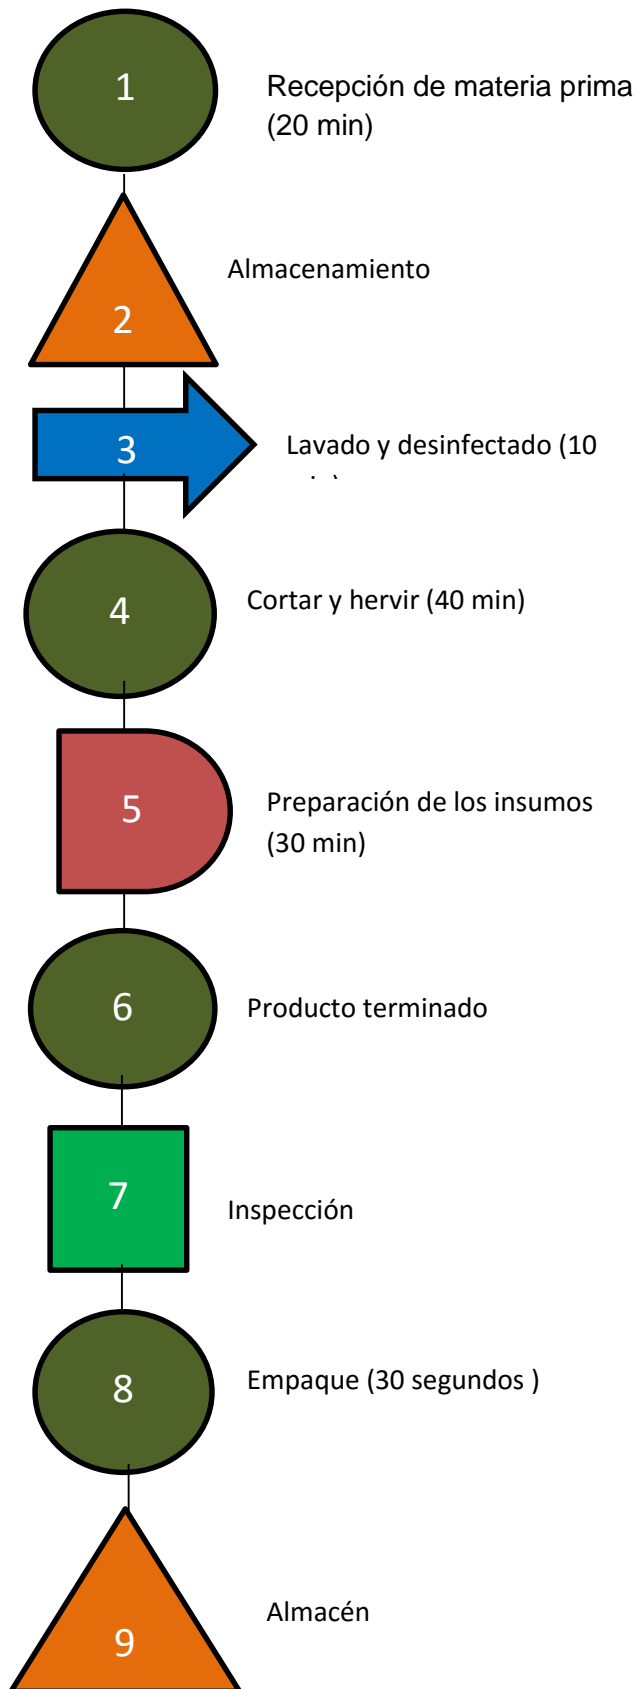 1
Recepción de materia prima
(20 min)
2
Almacenamiento
3
Lavado y desinfectado (10
4
Cortar y hervir (40 min)
5
Preparación de los insumos
(30 min)
6
Producto terminado
7
Inspección
8
Empaque (30 segundos )
9
Almacén